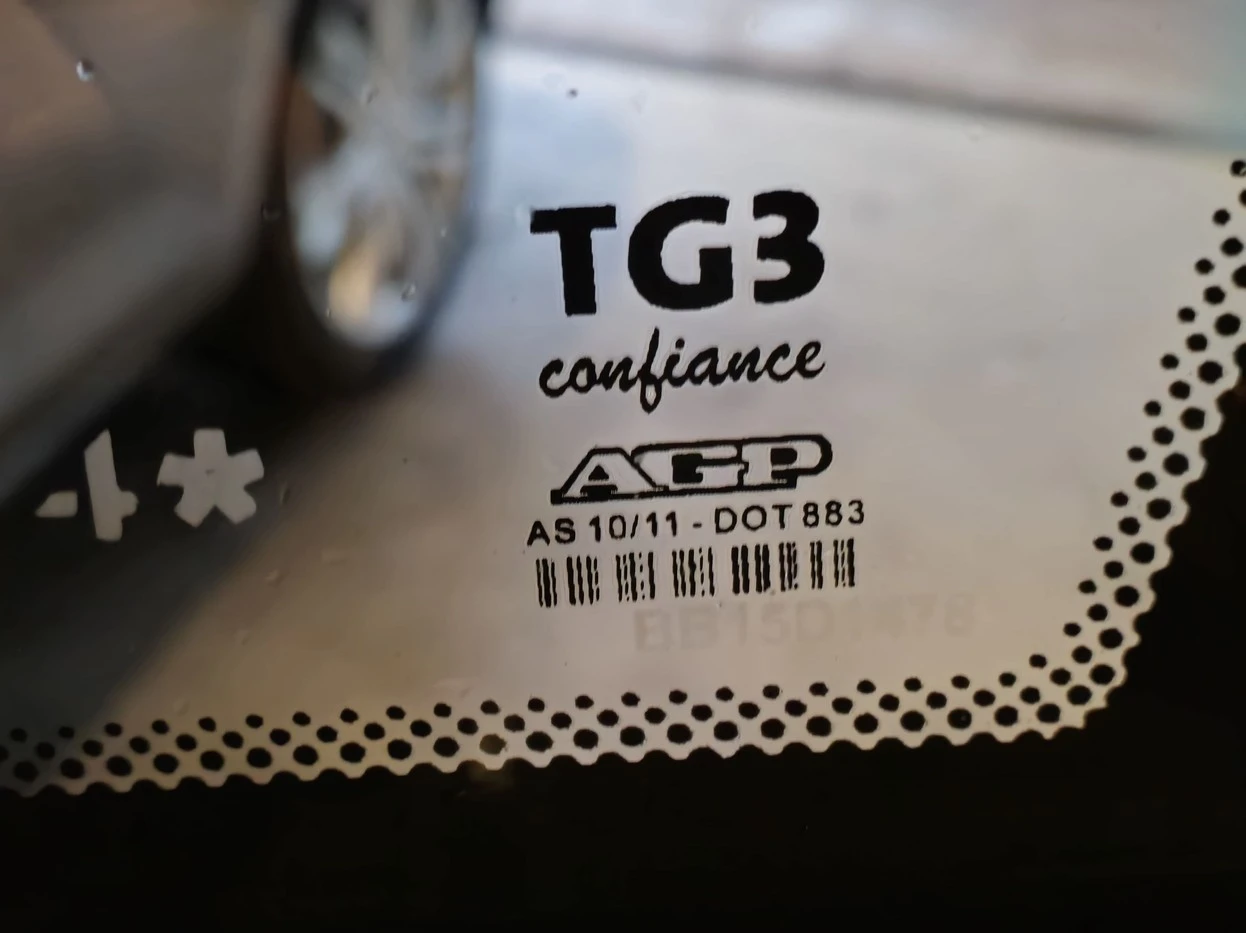 TG3
confiance
AGP
AS 10/11 - DOT 883